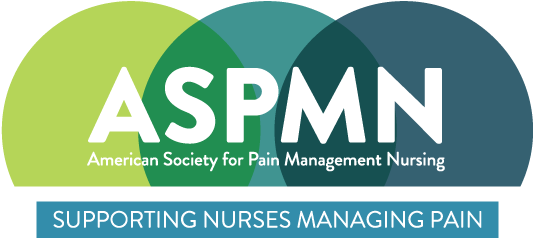 ASPMN
American Society for Pain Management Nursing
SUPPORTING NURSES MANAGING PAIN